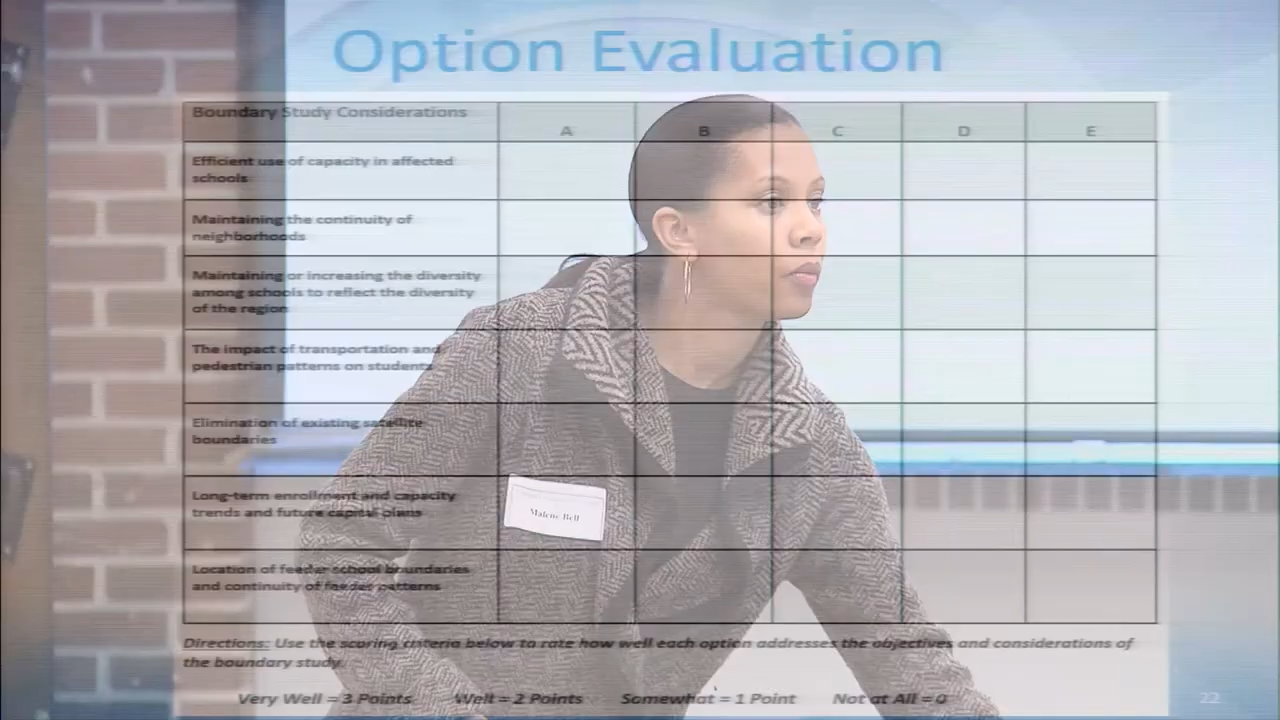 Option Evaluation
Boundary Study Considerations
A B C D E
Efficient use of capacity in affected
schools
Maintaining the continuity of
neighborhoods
Maintaining or increasing the diversity
among schools to reflect the diversity
of the region
The impact of transportation and
pedestrian patterns on students
Elimination of existing satellite
boundaries
Long-term enrollment and capacity
trends and future capital plans
Location of feeder school boundaries
and continuity of feeder patterns
Bell
Directions: Use the scoring criteria below to rate how well each option addresses the objectives and considerations of
the boundary study.
Very Well = 3 Points Well = 2 Points Somewhat = 1 Point Not at All = 0
22